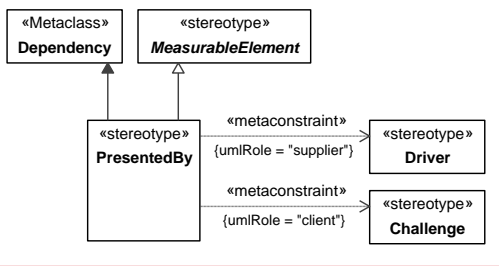 «Metaclass»
Dependency
«stereotype»
MeasurableElement
«stereotype»
PresentedBy
«metaconstraint»
{umlRole = "supplier"}
«stereotype»
Driver
«metaconstraint»
{umlRole = "client"}
«stereotype»
Challenge